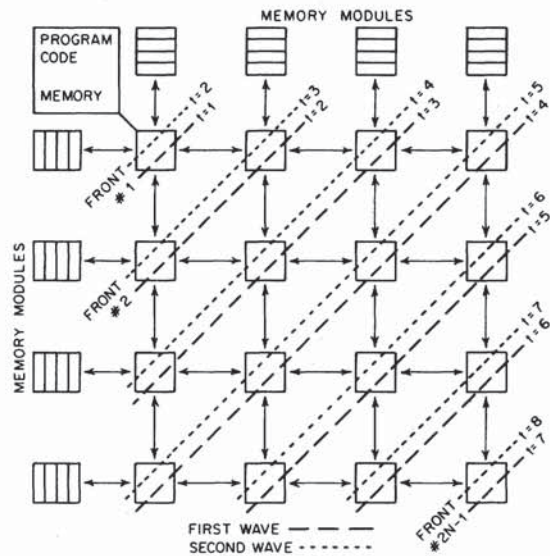 MEMORY MODULES
PROGRAM
CODE
MEMORY
t=2
t=1
t=3
t=2
t=4
t=3
t=5
t=4
FRONT
#1
t=6
t=5
FRONT
#2
MEMORY MODULES
t=7
t=6
t=8
t=7
FRONT
#2N-1
FIRST WAVE
SECOND WAVE